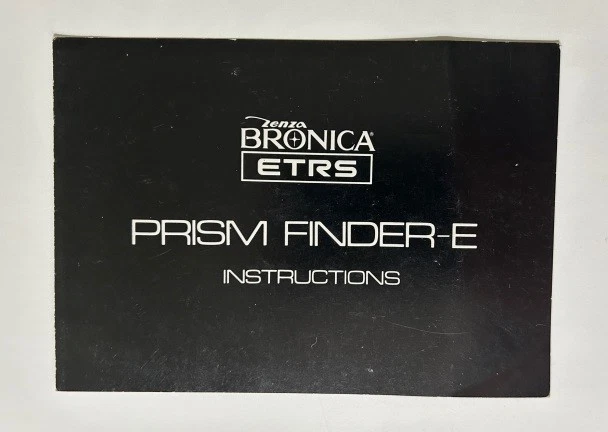 Zenza
BRONICA
ETRS
PRISM FINDER-E
INSTRUCTIONS